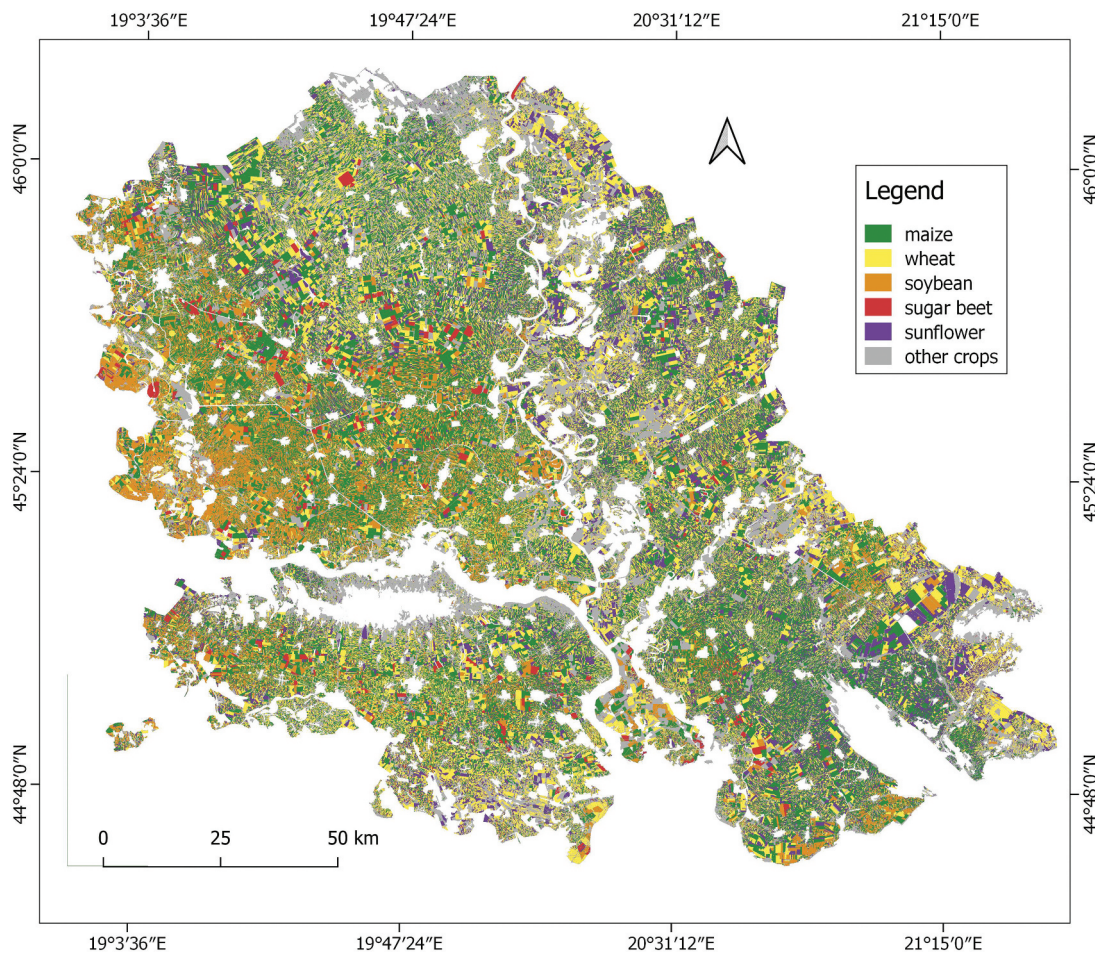 19°3′36″E 19°47′24″E 20°31′12″E 21°15′0″E
46°0′0″N 46°0′0″N
Legend
maize
wheat
soybean
sugar beet
sunflower
other crops
45°24′0″N 45°24′0″N
44°48′0″N 44°48′0″N
0 25 50 km
19°3′36″E 19°47′24″E 20°31′12″E 21°15′0″E